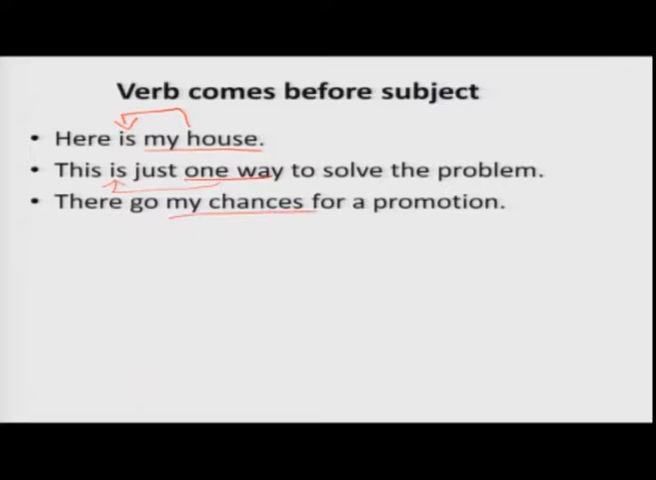 Verb comes before subject
• Here is my house.
• This is just one way to solve the problem.
• There go my chances for a promotion.